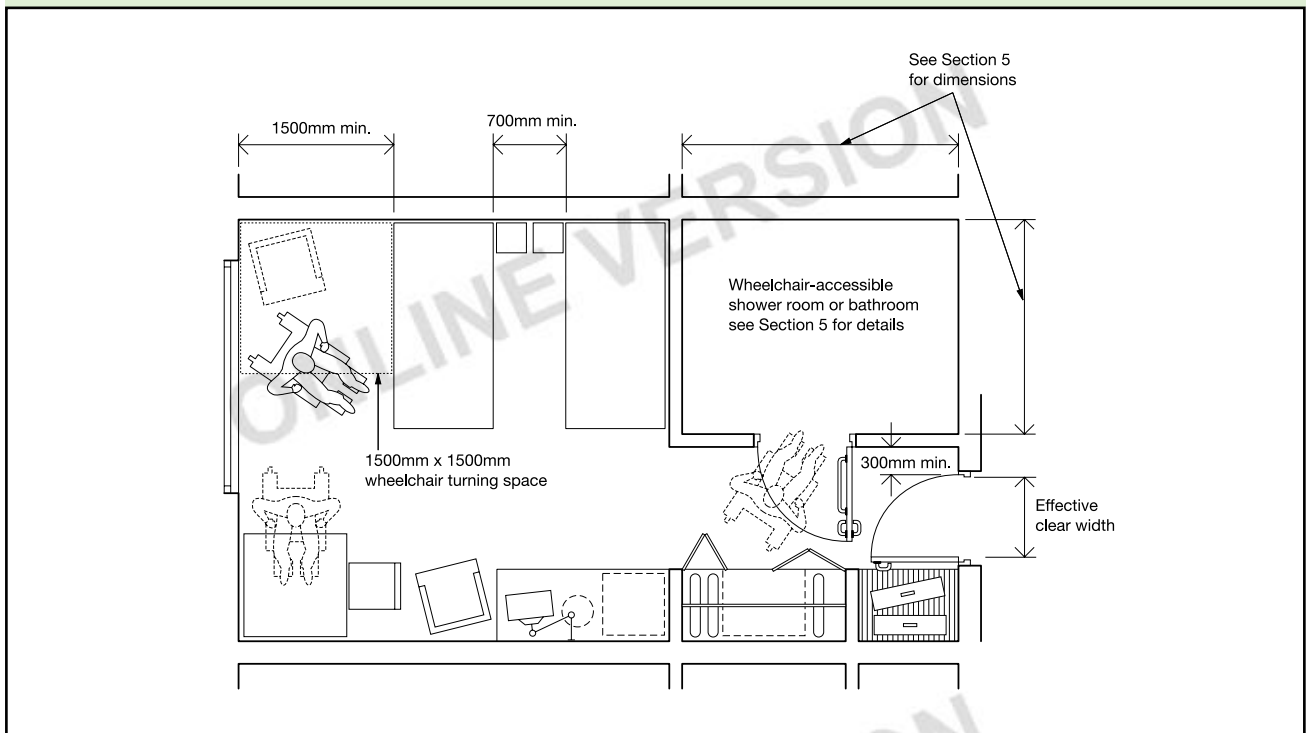 See Section 5
for dimensions
1500mm min.
700mm min.
ONLINE VERSION
Wheelchair-accessible
shower room or bathroom
see Section 5 for details
1500mm x 1500mm
wheelchair turning space
300mm min.
Effective
clear width
ON